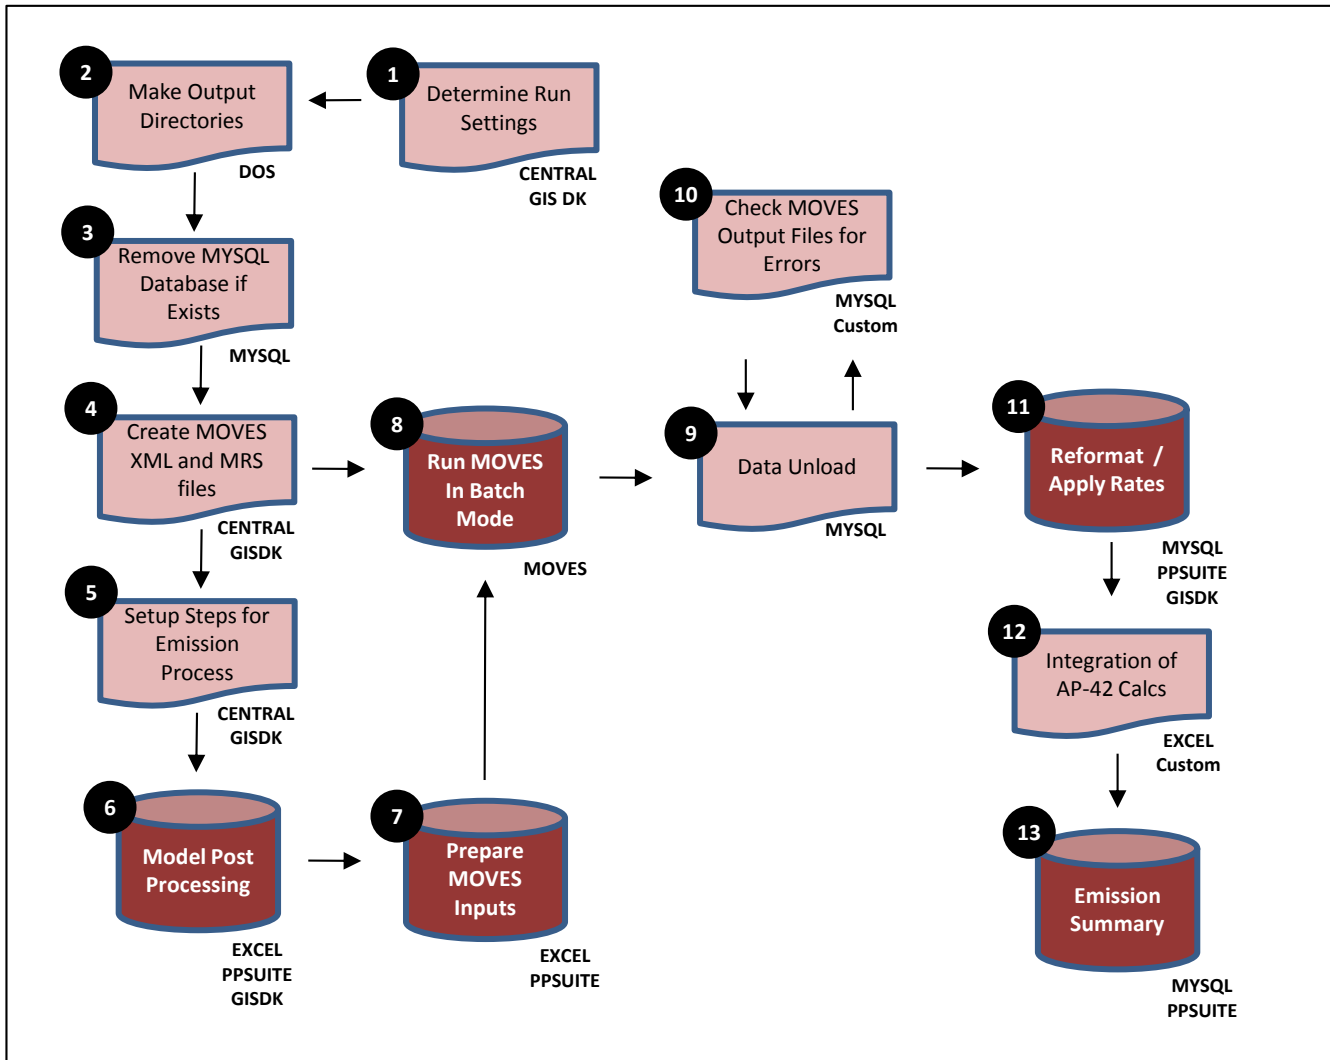 1
Determine Run
Settings
CENTRAL
GIS DK
2
Make Output
Directories
DOS
3
Remove MYSQL
Database if
Exists
MYSQL
4
Create MOVES
XML and MRS
files
CENTRAL
GISDK
5
Setup Steps for
Emission
Process
CENTRAL
GISDK
6
Model Post
Processing
EXCEL
PPSUITE
GISDK
7
Prepare
MOVES
Inputs
EXCEL
PPSUITE
8
Run MOVES
In Batch
Mode
MOVES
9
Data Unload
MYSQL
10
Check MOVES
Output Files for
Errors
MYSQL
Custom
11
Reformat /
Apply Rates
MYSQL
PPSUITE
GISDK
12
Integration of
AP-42 Calcs
EXCEL
Custom
13
Emission
Summary
MYSQL
PPSUITE